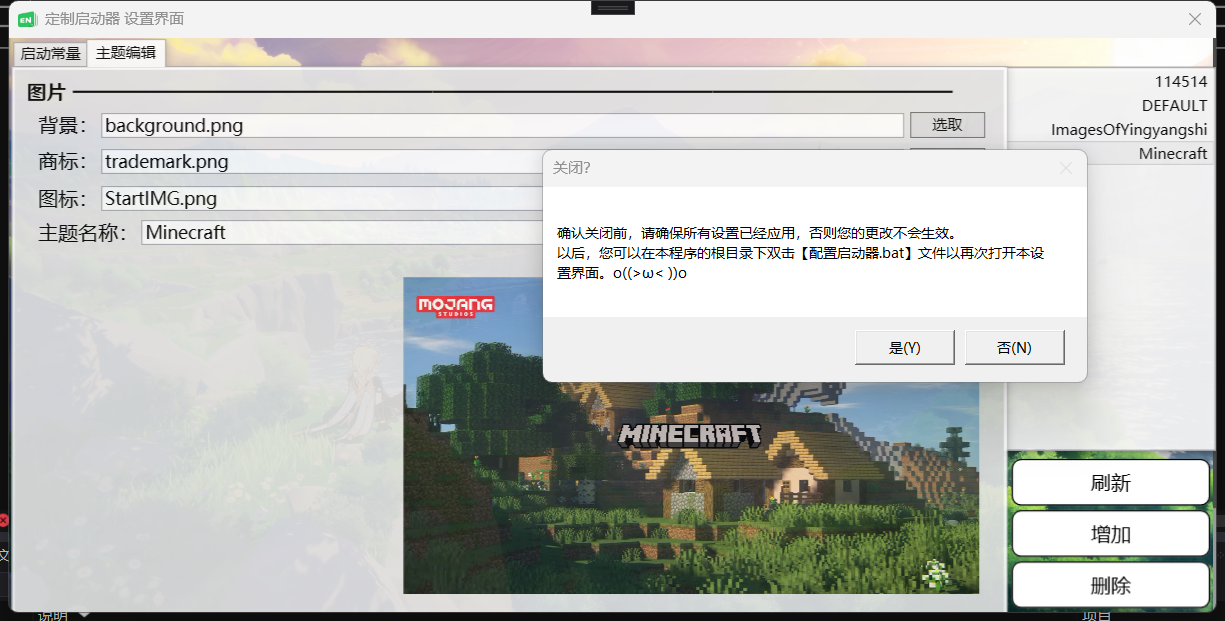 EN
定制启动器 设置界面
启动常量
主题编辑
图片
背景：
background.png
选取
商标：
trademark.png
图标：
StartIMG.png
主题名称：
Minecraft
114514
DEFAULT
ImagesOfYingyangshi
Minecraft
关闭?
确认关闭前，请确保所有设置已经应用，否则您的更改不会生效。
以后，您可以在本程序的根目录下双击【配置启动器.bat】文件以再次打开本设
置界面。o((>ω< ))o
是(Y)
否(N)
MOJANG
STUDIOS
MINECRAFT
刷新
增加
删除
说明
项目